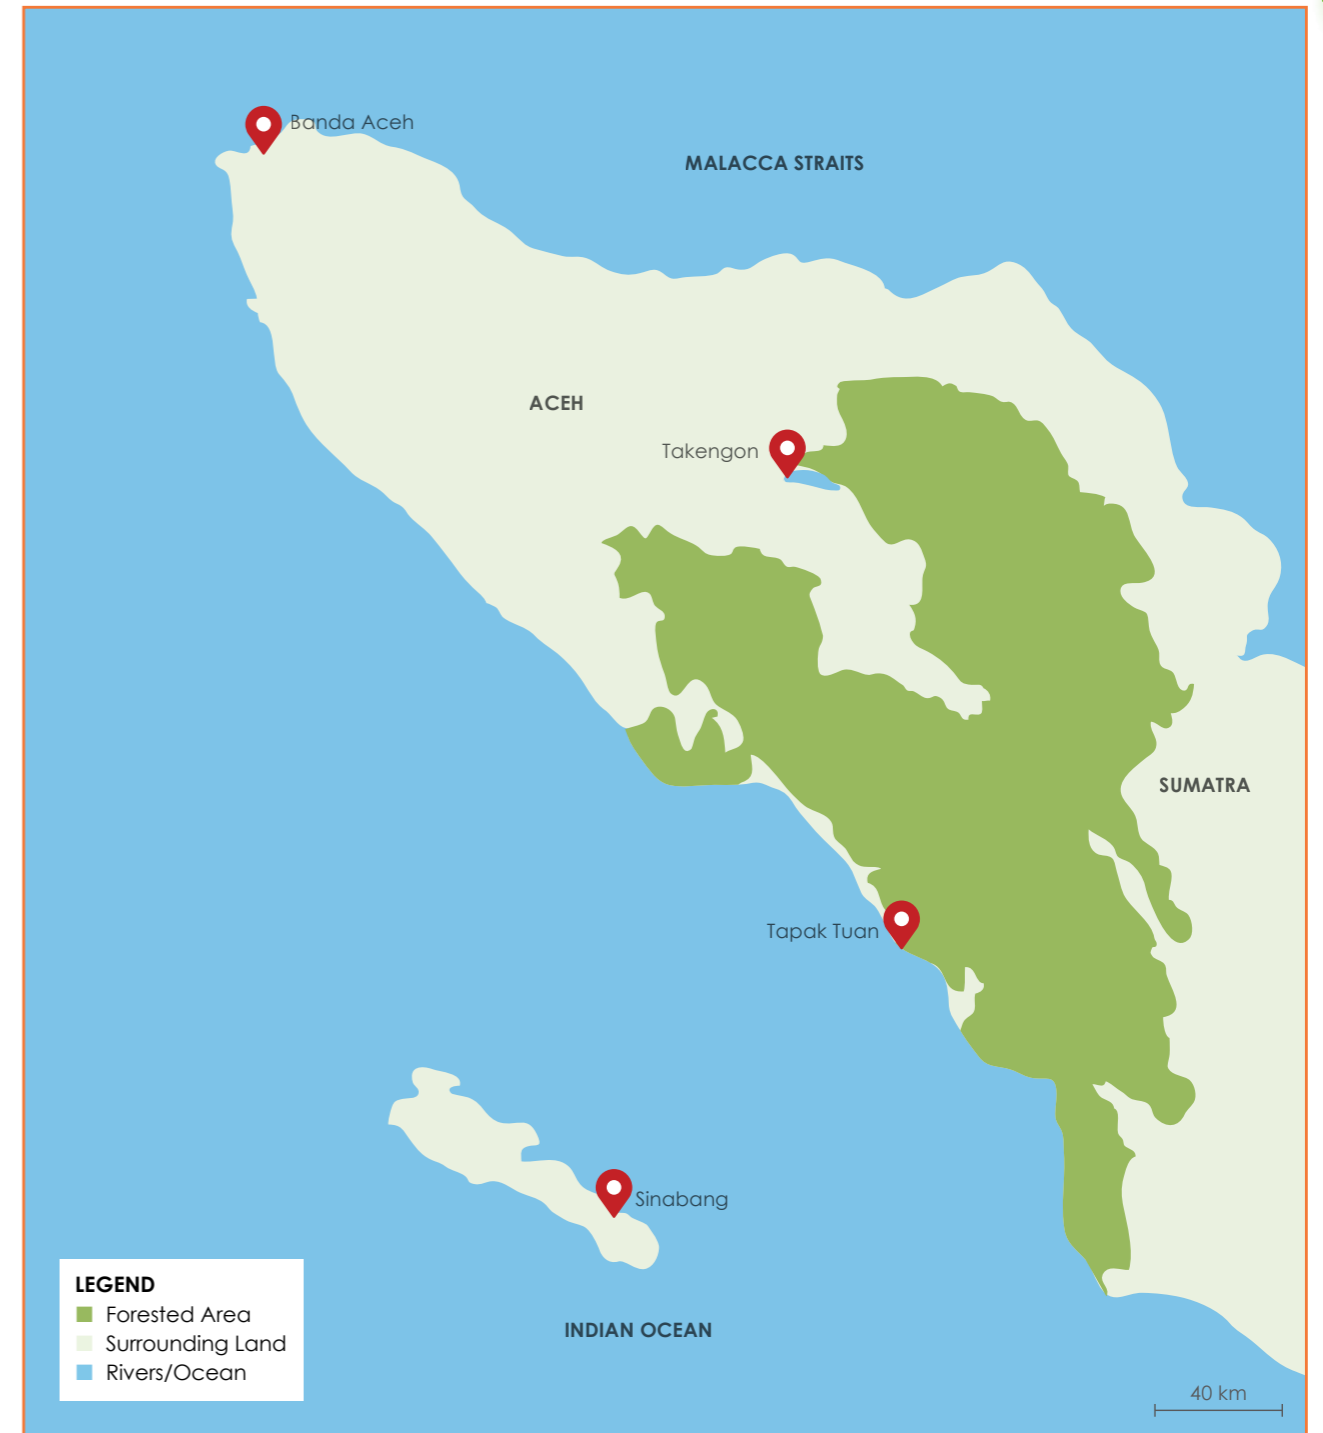 Banda Aceh
MALACCA STRAITS
ACEH
Takengon
SUMATRA
Tapak Tuan
Sinabang
LEGEND
Forested Area
Surrounding Land
Rivers/Ocean
INDIAN OCEAN
40 km